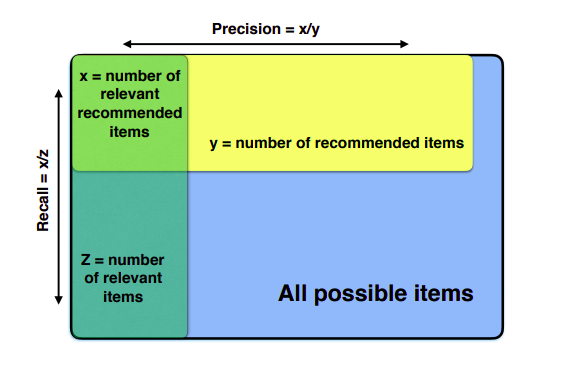 Precision = x/y
x = number of
relevant
recommended
items
y = number of recommended items
Recall = x/z
Z = number
of relevant
items
All possible items